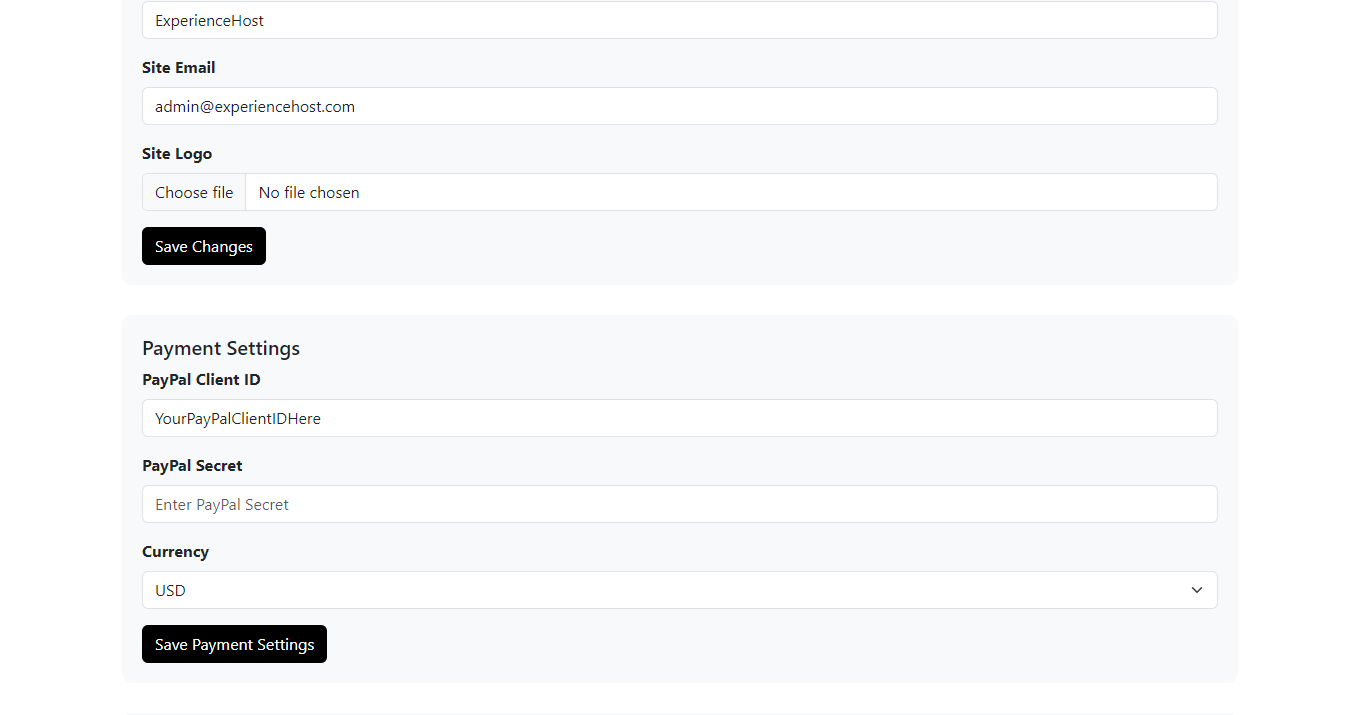 ExperienceHost
Site Email
admin@experiencehost.com
Site Logo
Choose file No file chosen
Save Changes
Payment Settings
PayPal Client ID
YourPayPalClientIDHere
PayPal Secret
Enter PayPal Secret
Currency
USD
Save Payment Settings